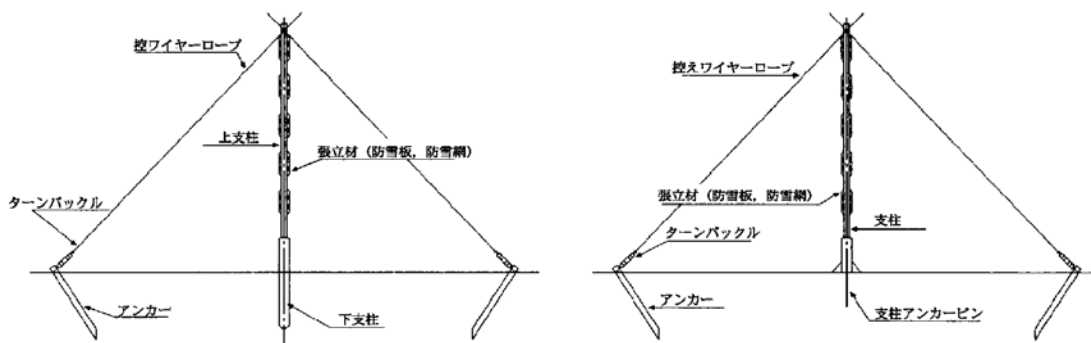 控ワイヤーロープ
上支柱
張立材（防雪板，防雪網）
ターンバックル
アンカー
下支柱
控えワイヤーロープ
張立材（防雪板，防雪網）
支柱
ターンバックル
アンカー
支柱アンカーピン